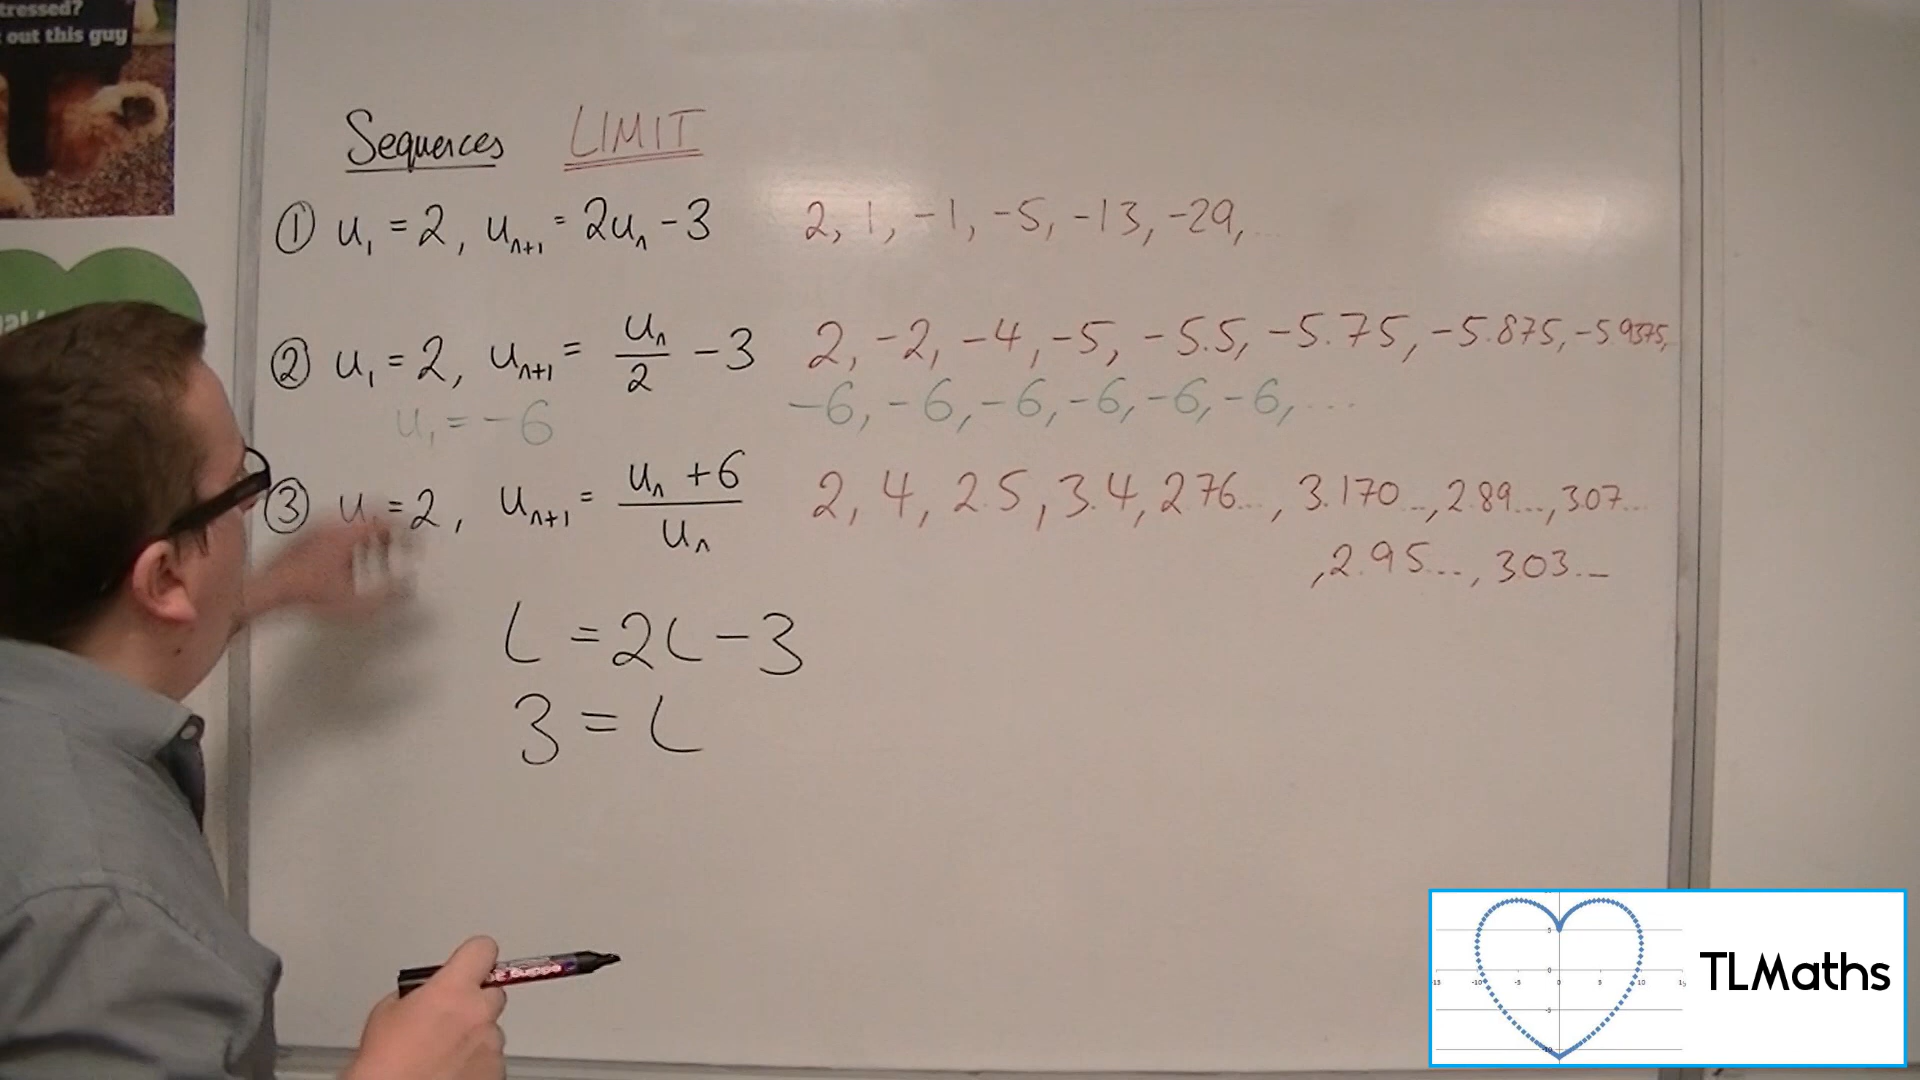 tressed?
out this guy
Sequences LIMIT
① u₁ = 2, uₙ₊₁ = 2uₙ - 3 2, 1, -1, -5, -13, -29, ...
② u₁ = 2, uₙ₊₁ = uₙ/2 - 3 2, -2, -4, -5, -5.5, -5.75, -5.875, -5.9375,
u₁ = -6 -6, -6, -6, -6, -6, -6, ...
③ u₁ = 2, uₙ₊₁ = (uₙ + 6)/uₙ 2, 4, 2.5, 3.4, 2.76..., 3.170..., 2.89..., 3.07...
, 2.95..., 3.03...
L = 2L - 3
3 = L
TLMaths